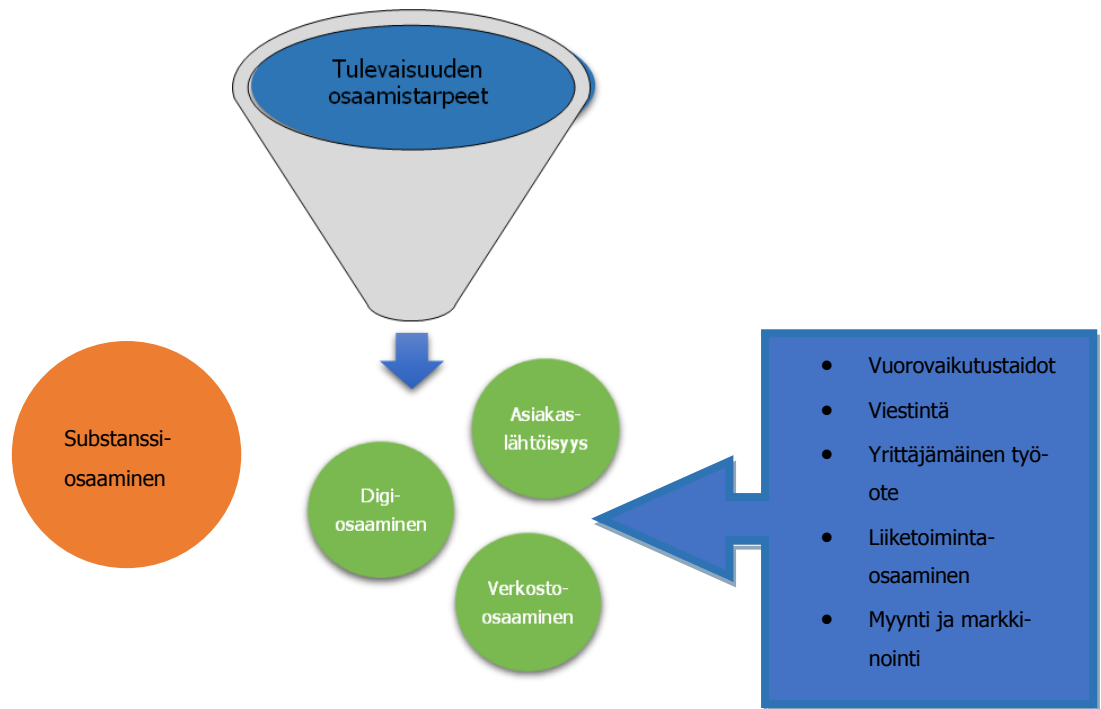 Tulevaisuuden
osaamistarpeet
Substanssi-
osaaminen
Asiakas-
lähtöisyys
Digi-
osaaminen
Verkosto-
osaaminen
• Vuorovaikutustaidot
• Viestintä
• Yrittäjämäinen työ-
ote
• Liiketoiminta-
osaaminen
• Myynti ja markki-
nointi